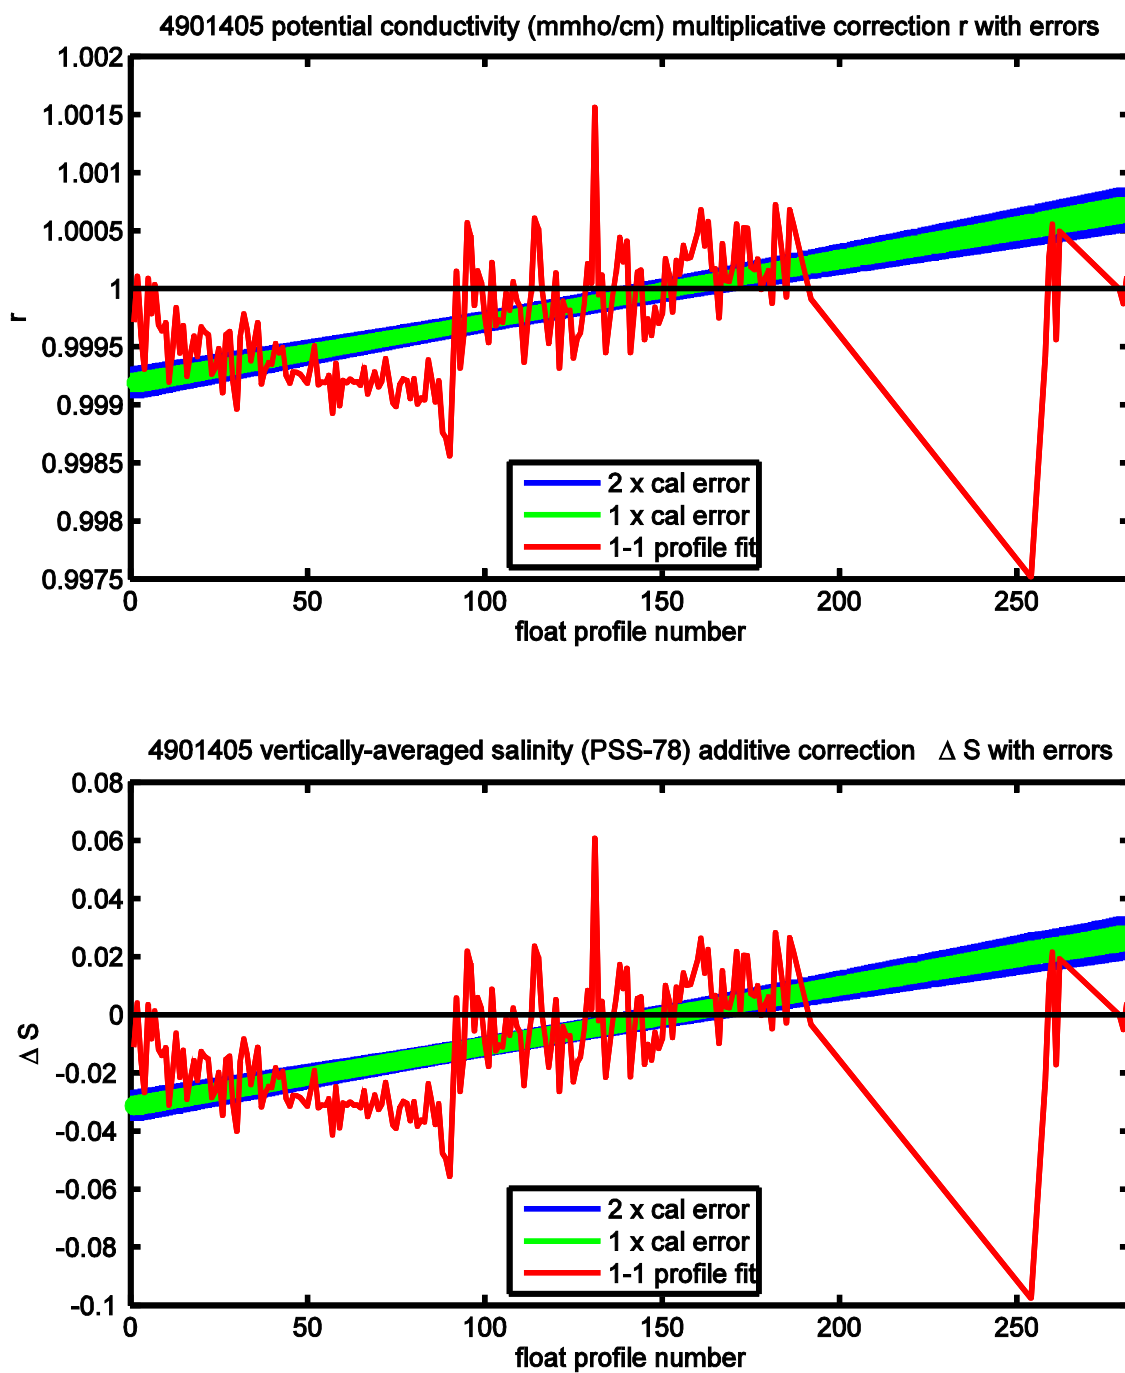 4901405 potential conductivity (mmho/cm) multiplicative correction r with errors
1.002
1.0015
1.001
1.0005
1
0.9995
0.999
0.9985
0.998
0.9975
r
2 x cal error
1 x cal error
1-1 profile fit
0 50 100 150 200 250
float profile number
4901405 vertically-averaged salinity (PSS-78) additive correction Δ S with errors
0.08
0.06
0.04
0.02
0
-0.02
-0.04
-0.06
-0.08
-0.1
Δ S
2 x cal error
1 x cal error
1-1 profile fit
0 50 100 150 200 250
float profile number